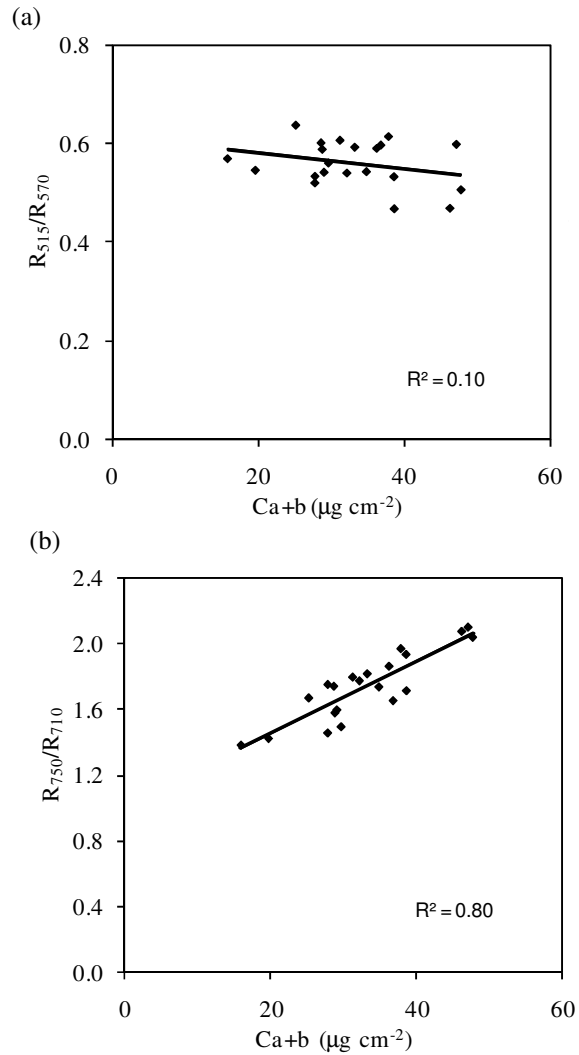 (a)
0.8
0.6
0.4
0.2
0.0
R₅₁₅/R₅₇₀
R² = 0.10
0 20 40 60
Ca+b (µg cm⁻²)
(b)
2.4
2.0
1.6
1.2
0.8
0.4
0.0
R₇₅₀/R₇₁₀
R² = 0.80
0 20 40 60
Ca+b (µg cm⁻²)